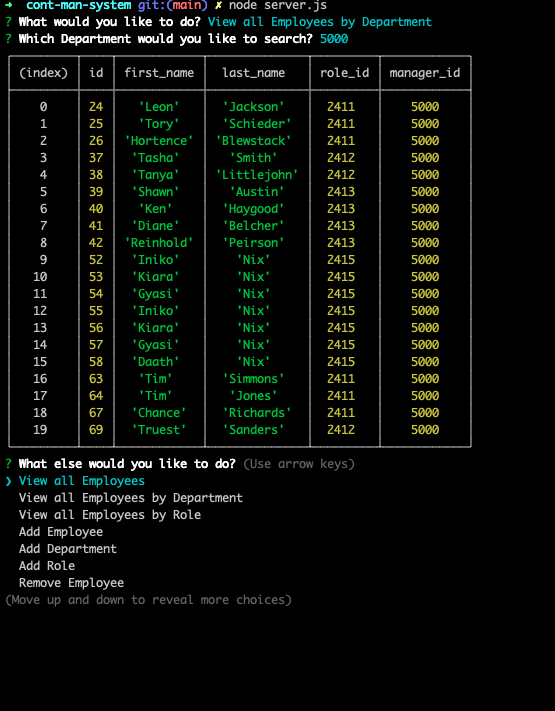 ➜  cont-man-system git:(main) ✗ node server.js
? What would you like to do? View all Employees by Department
? Which Department would you like to search? 5000
(index) id first_name last_name role_id manager_id
0 24 'Leon' 'Jackson' 2411 5000
1 25 'Tory' 'Schieder' 2411 5000
2 26 'Hortence' 'Blewstack' 2411 5000
3 37 'Tasha' 'Smith' 2412 5000
4 38 'Tanya' 'Littlejohn' 2412 5000
5 39 'Shawn' 'Austin' 2413 5000
6 40 'Ken' 'Haygood' 2413 5000
7 41 'Diane' 'Belcher' 2413 5000
8 42 'Reinhold' 'Peirson' 2413 5000
9 52 'Iniko' 'Nix' 2415 5000
10 53 'Kiara' 'Nix' 2415 5000
11 54 'Gyasi' 'Nix' 2415 5000
12 55 'Iniko' 'Nix' 2415 5000
13 56 'Kiara' 'Nix' 2415 5000
14 57 'Gyasi' 'Nix' 2415 5000
15 58 'Daath' 'Nix' 2415 5000
16 63 'Tim' 'Simmons' 2411 5000
17 64 'Tim' 'Jones' 2411 5000
18 67 'Chance' 'Richards' 2411 5000
19 69 'Truest' 'Sanders' 2412 5000
? What else would you like to do? (Use arrow keys)
❯ View all Employees
View all Employees by Department
View all Employees by Role
Add Employee
Add Department
Add Role
Remove Employee
(Move up and down to reveal more choices)